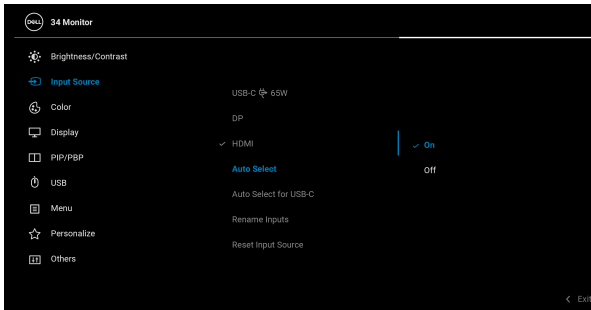 DELL 34 Monitor
Brightness/Contrast
Input Source
Color
Display
PIP/PBP
USB
Menu
Personalize
Others
USB-C 65W
DP
HDMI
Auto Select
Auto Select for USB-C
Rename Inputs
Reset Input Source
On
Off
Exit